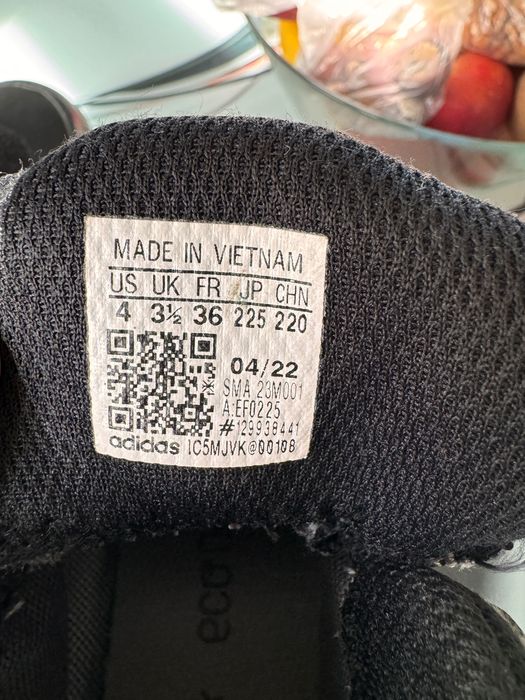 MADE IN VIETNAM
US UK FR JP CHN
4 3½ 36 225 220
04/22
SMA 23M001
A:EF0225
#129938441
adidas IC5MJVK@00108
eco